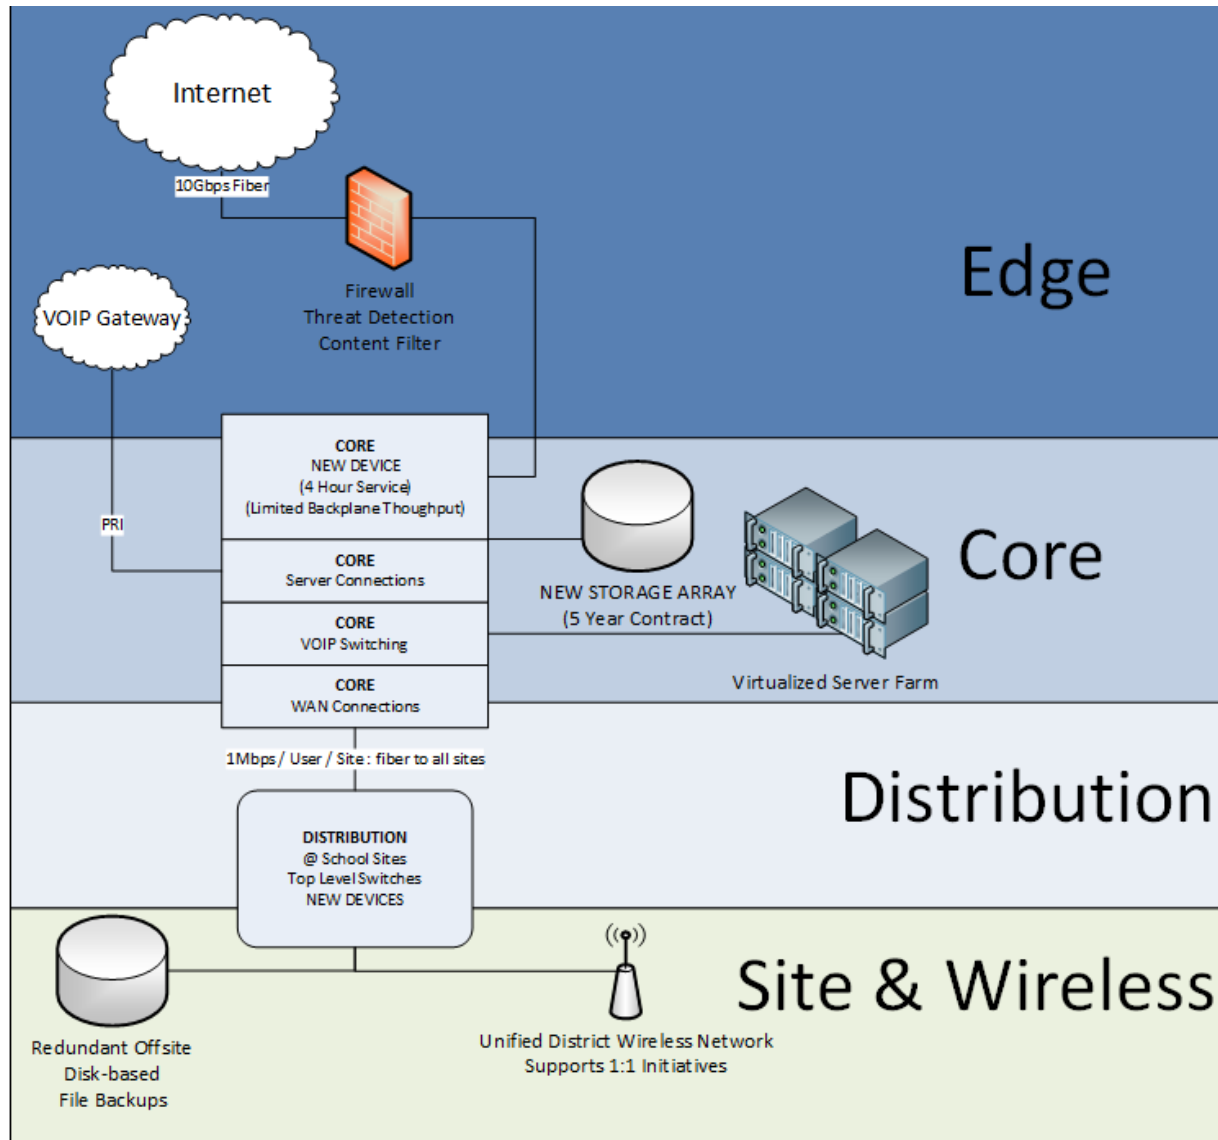 Internet
10Gbps Fiber
Edge
Firewall
Threat Detection
Content Filter
VOIP Gateway
CORE
NEW DEVICE
(4 Hour Service)
(Limited Backplane Thoughput)
PRI
CORE
Server Connections
CORE
VOIP Switching
CORE
WAN Connections
NEW STORAGE ARRAY
(5 Year Contract)
Virtualized Server Farm
Core
1Mbps / User / Site : fiber to all sites
Distribution
DISTRIBUTION
@ School Sites
Top Level Switches
NEW DEVICES
Site & Wireless
Redundant Offsite
Disk-based
File Backups
Unified District Wireless Network
Supports 1:1 Initiatives